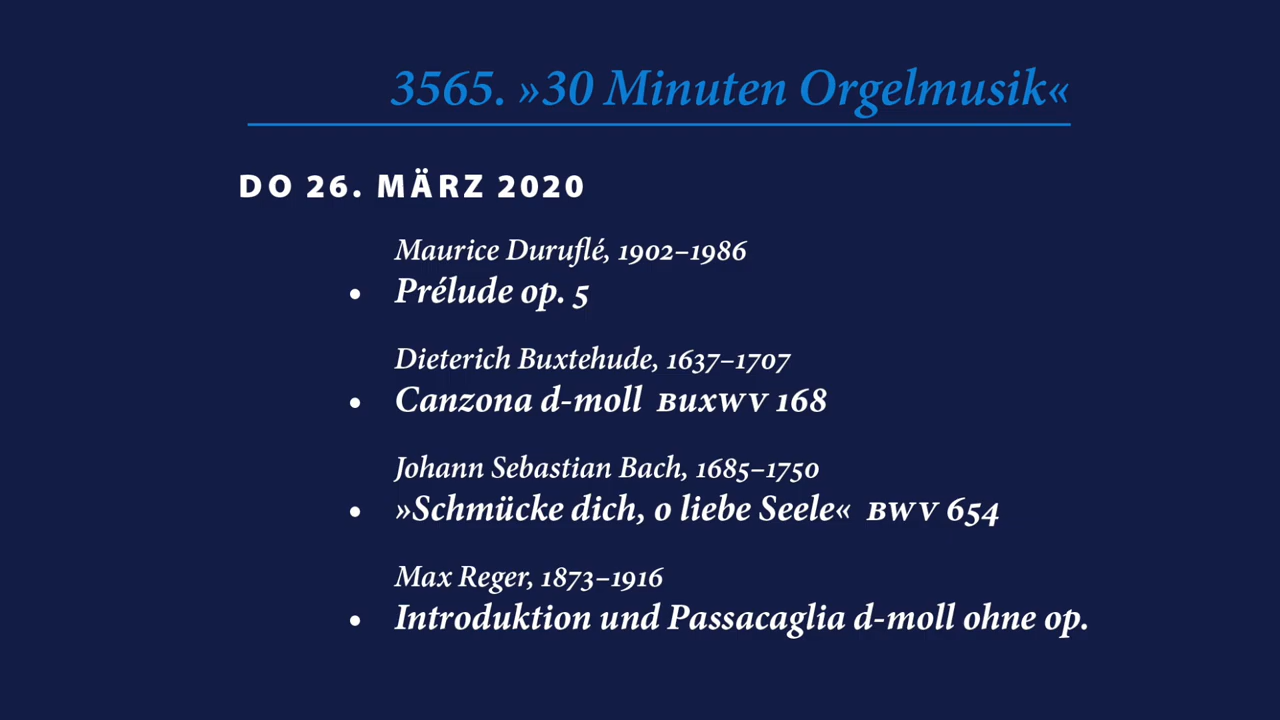 3565. »30 Minuten Orgelmusik«
DO 26. MÄRZ 2020
Maurice Duruflé, 1902–1986
• Prélude op. 5
Dieterich Buxtehude, 1637–1707
• Canzona d-moll BuxWV 168
Johann Sebastian Bach, 1685–1750
• »Schmücke dich, o liebe Seele« BWV 654
Max Reger, 1873–1916
• Introduktion und Passacaglia d-moll ohne op.